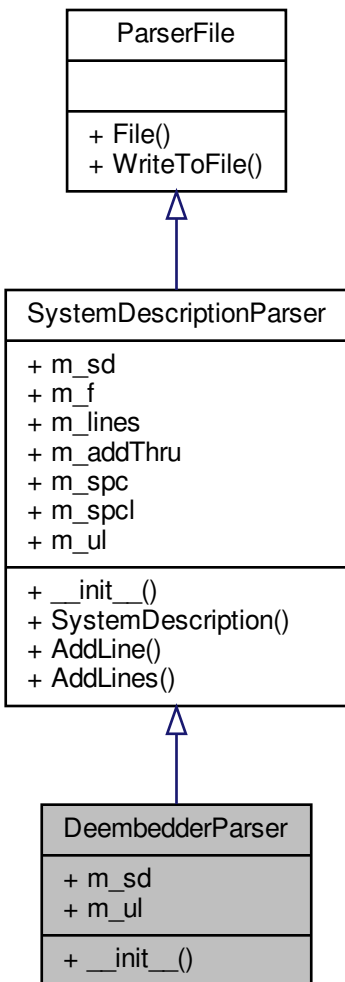 ParserFile
+ File()
+ WriteToFile()
SystemDescriptionParser
+ m_sd
+ m_f
+ m_lines
+ m_addThru
+ m_spc
+ m_spcl
+ m_ul
+ __init__()
+ SystemDescription()
+ AddLine()
+ AddLines()
DeembedderParser
+ m_sd
+ m_ul
+ __init__()